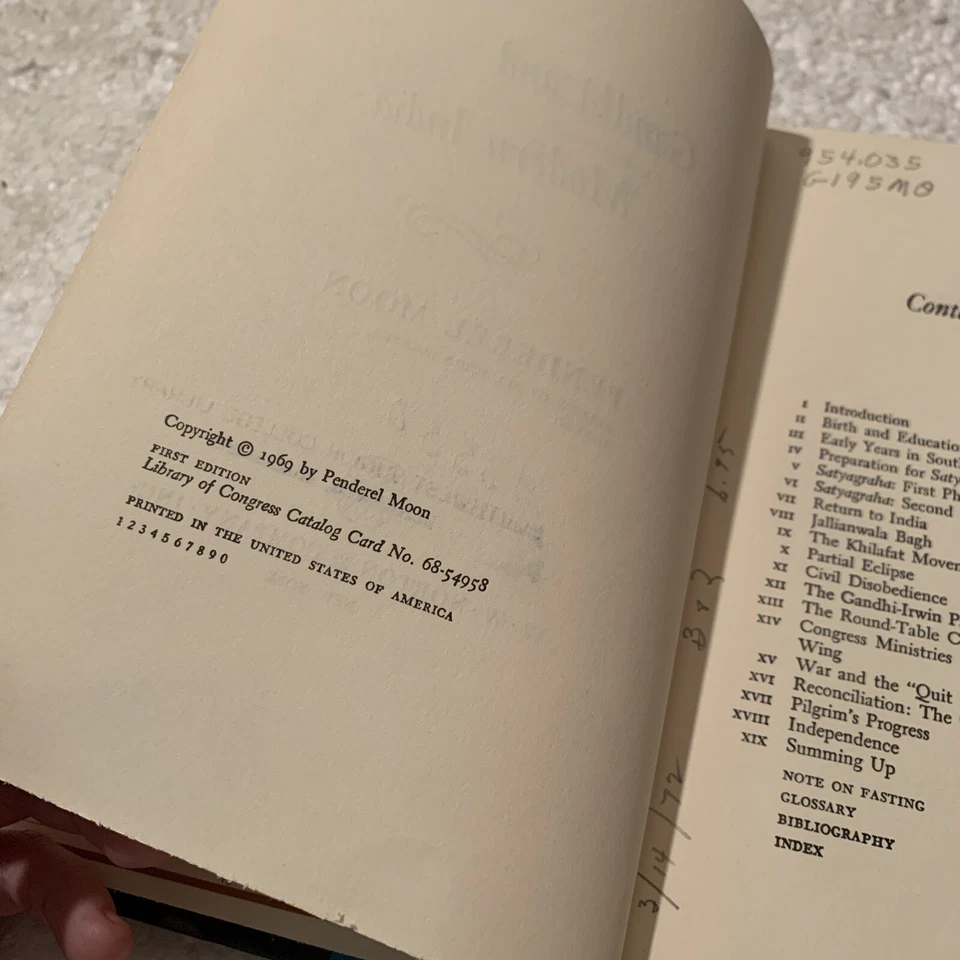 Copyright © 1969 by Penderel Moon
FIRST EDITION
Library of Congress Catalog Card No. 68-54958
PRINTED IN THE UNITED STATES OF AMERICA
1 2 3 4 5 6 7 8 9 0
954.035
G195MO
Cont
I Introduction
II Birth and Educatio
III Early Years in Sout
IV Preparation for Saty
V Satyagraha: First Ph
VI Satyagraha: Second
VII Return to India
VIII Jallianwala Bagh
IX The Khilafat Movem
X Partial Eclipse
XI Civil Disobedience
XII The Gandhi-Irwin P
XIII The Round-Table C
XIV Congress Ministries
Wing
XV War and the "Quit
XVI Reconciliation: The
XVII Pilgrim's Progress
XVIII Independence
XIX Summing Up
NOTE ON FASTING
GLOSSARY
BIBLIOGRAPHY
INDEX
3/14/72 B&J 6.95